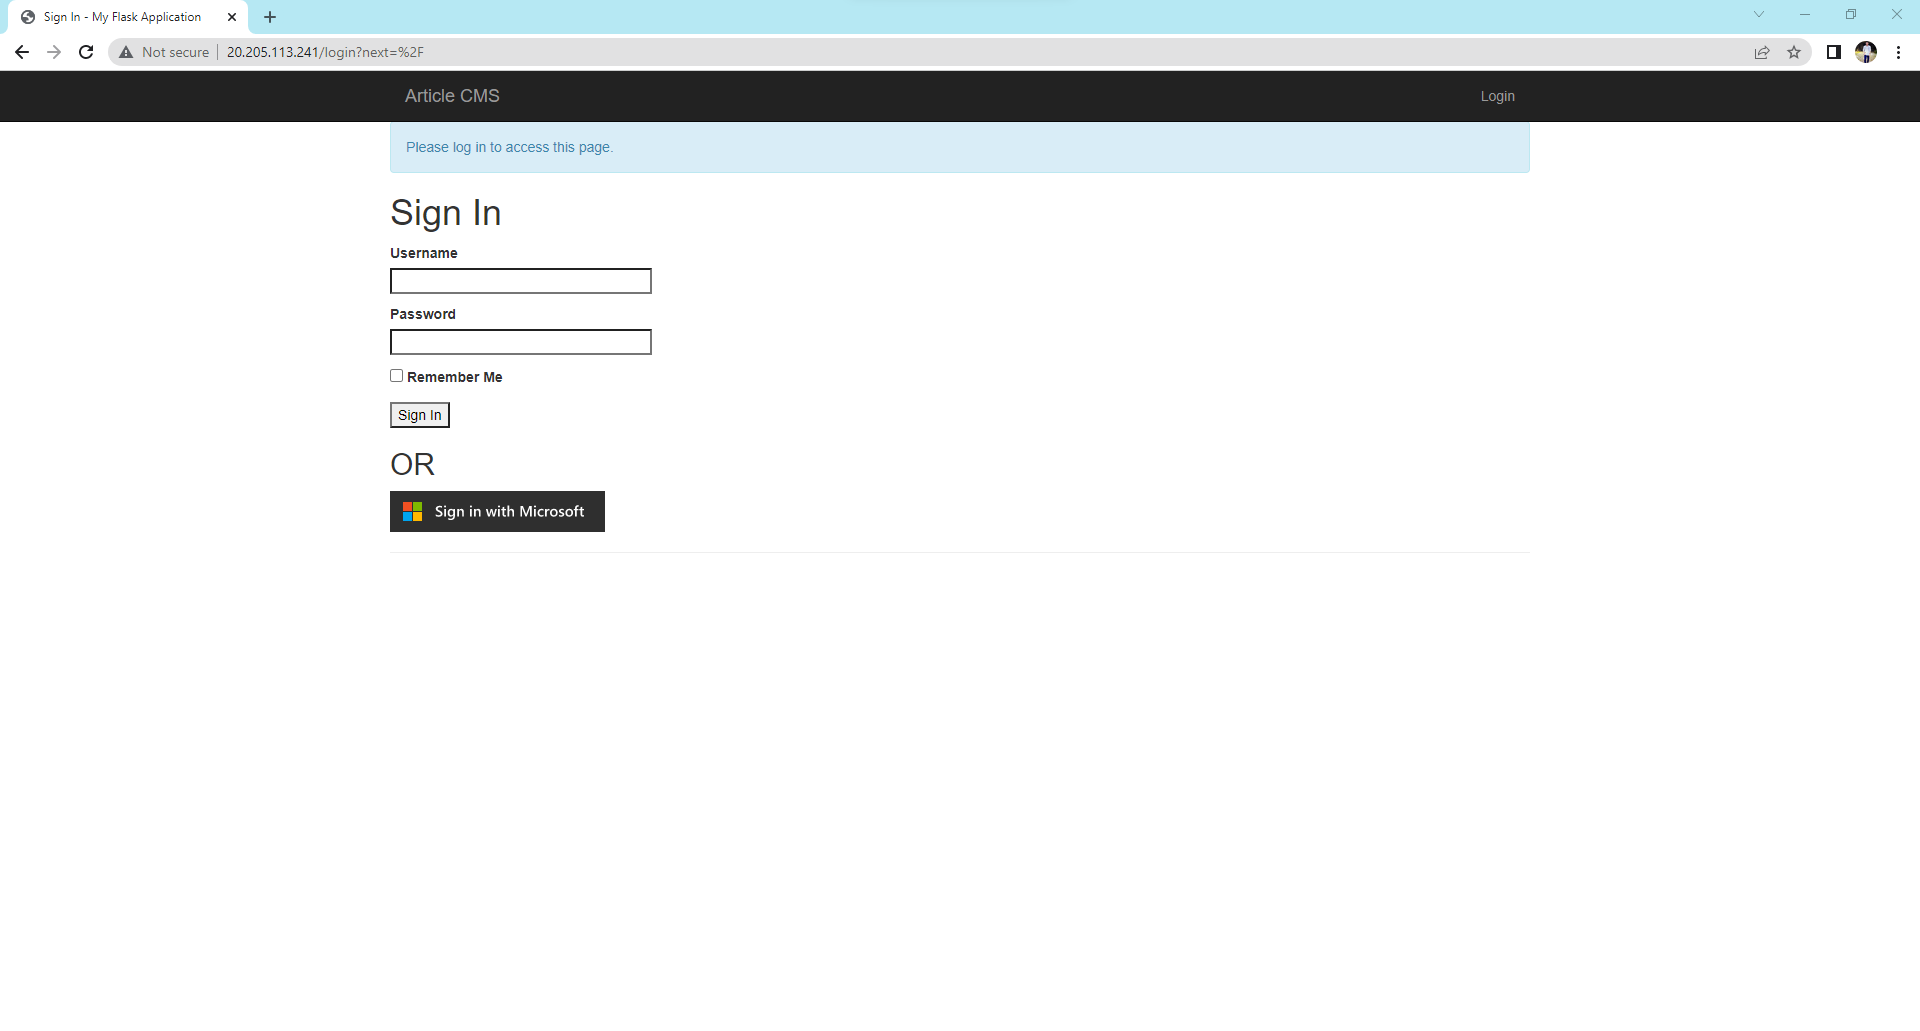 Sign In - My Flask Application
Not secure 20.205.113.241/login?next=%2F
Article CMS Login
Please log in to access this page.
Sign In
Username
Password
Remember Me
Sign In
OR
Sign in with Microsoft